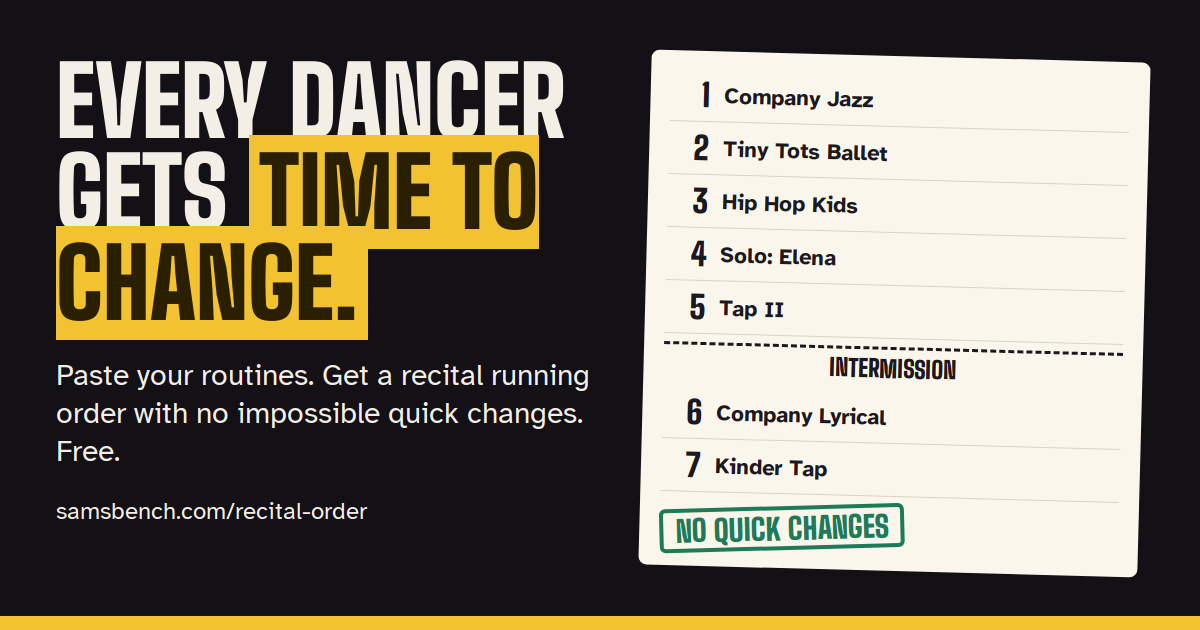 EVERY DANCER
GETS TIME TO
CHANGE.
Paste your routines. Get a recital running
order with no impossible quick changes.
Free.
samsbench.com/recital-order
1 Company Jazz
2 Tiny Tots Ballet
3 Hip Hop Kids
4 Solo: Elena
5 Tap II
INTERMISSION
6 Company Lyrical
7 Kinder Tap
NO QUICK CHANGES